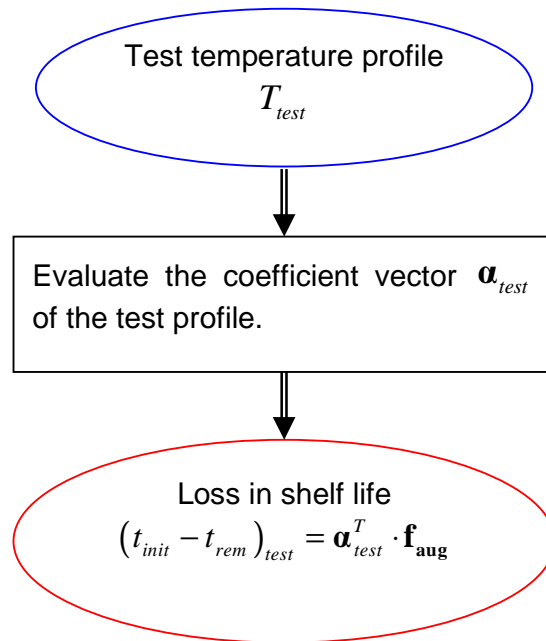 Test temperature profile
T_test
Evaluate the coefficient vector α_test
of the test profile.
Loss in shelf life
(t_init − t_rem)_test = α_test^T · f_aug